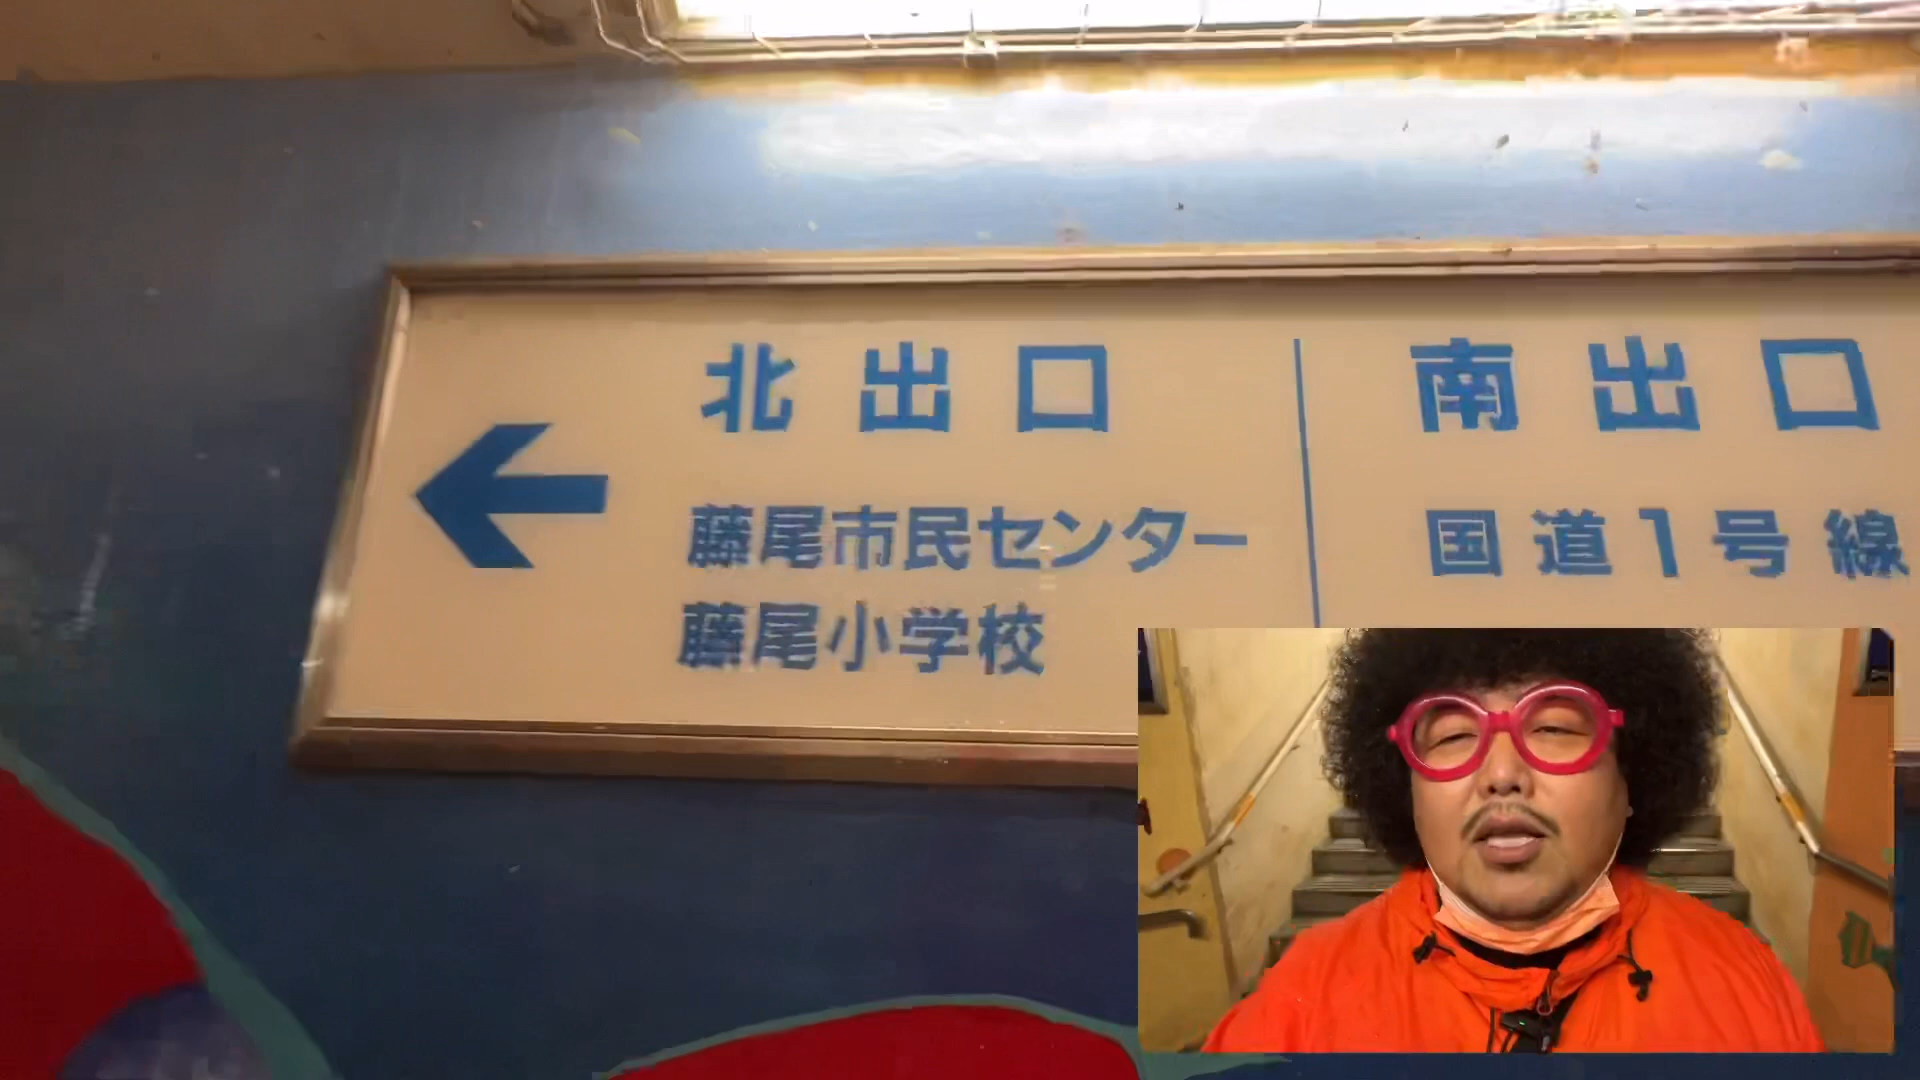 北出口
藤尾市民センター
藤尾小学校
南出口
国道1号線